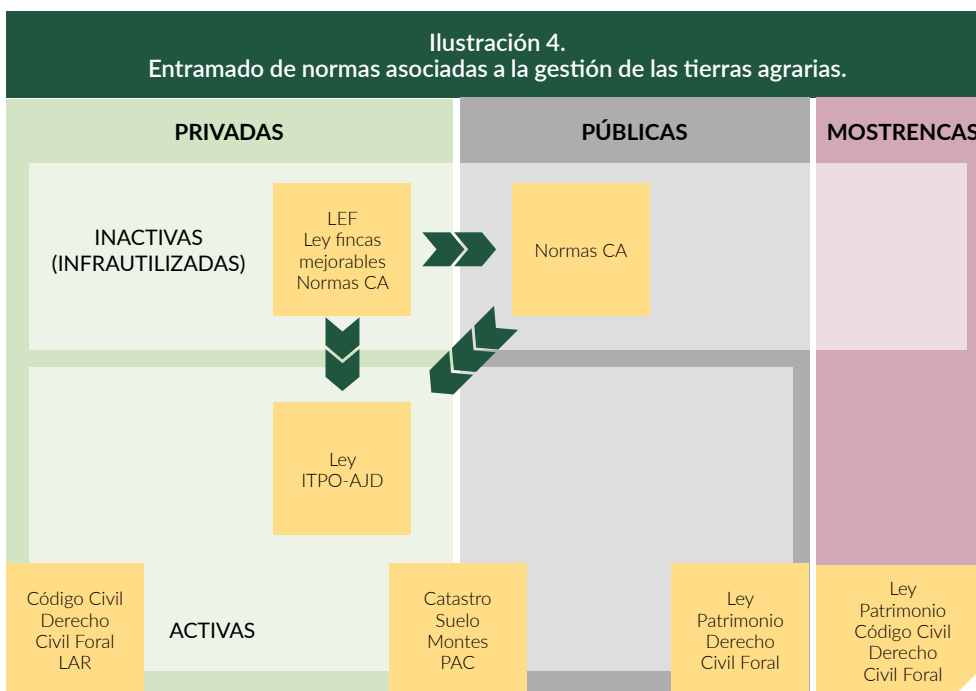 Ilustración 4.
Entramado de normas asociadas a la gestión de las tierras agrarias.
PRIVADAS
PÚBLICAS
MOSTRENCAS
INACTIVAS
(INFRAUTILIZADAS)
LEF
Ley fincas
mejorables
Normas CA
Normas CA
Ley
ITPO-AJD
Código Civil
Derecho
Civil Foral
LAR
ACTIVAS
Catastro
Suelo
Montes
PAC
Ley
Patrimonio
Derecho
Civil Foral
Ley
Patrimonio
Código Civil
Derecho
Civil Foral